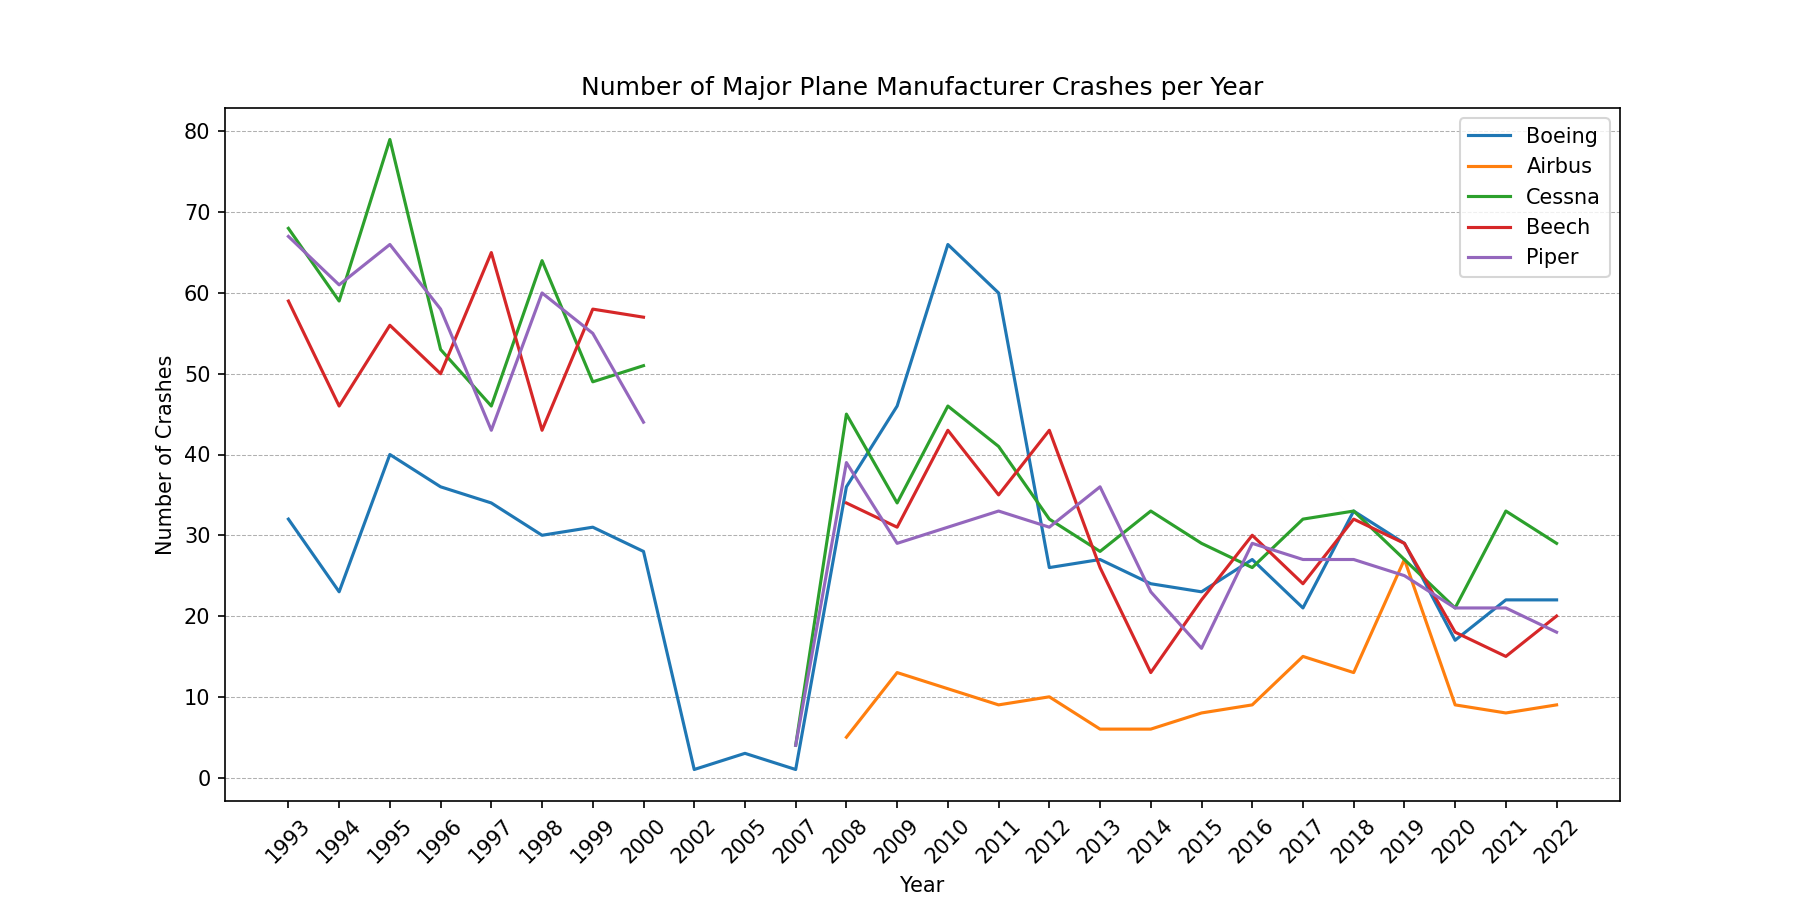 Number of Major Plane Manufacturer Crashes per Year
Boeing
Airbus
Cessna
Beech
Piper
Number of Crashes
80
70
60
50
40
30
20
10
0
1993 1994 1995 1996 1997 1998 1999 2000 2002 2005 2007 2008 2009 2010 2011 2012 2013 2014 2015 2016 2017 2018 2019 2020 2021 2022
Year